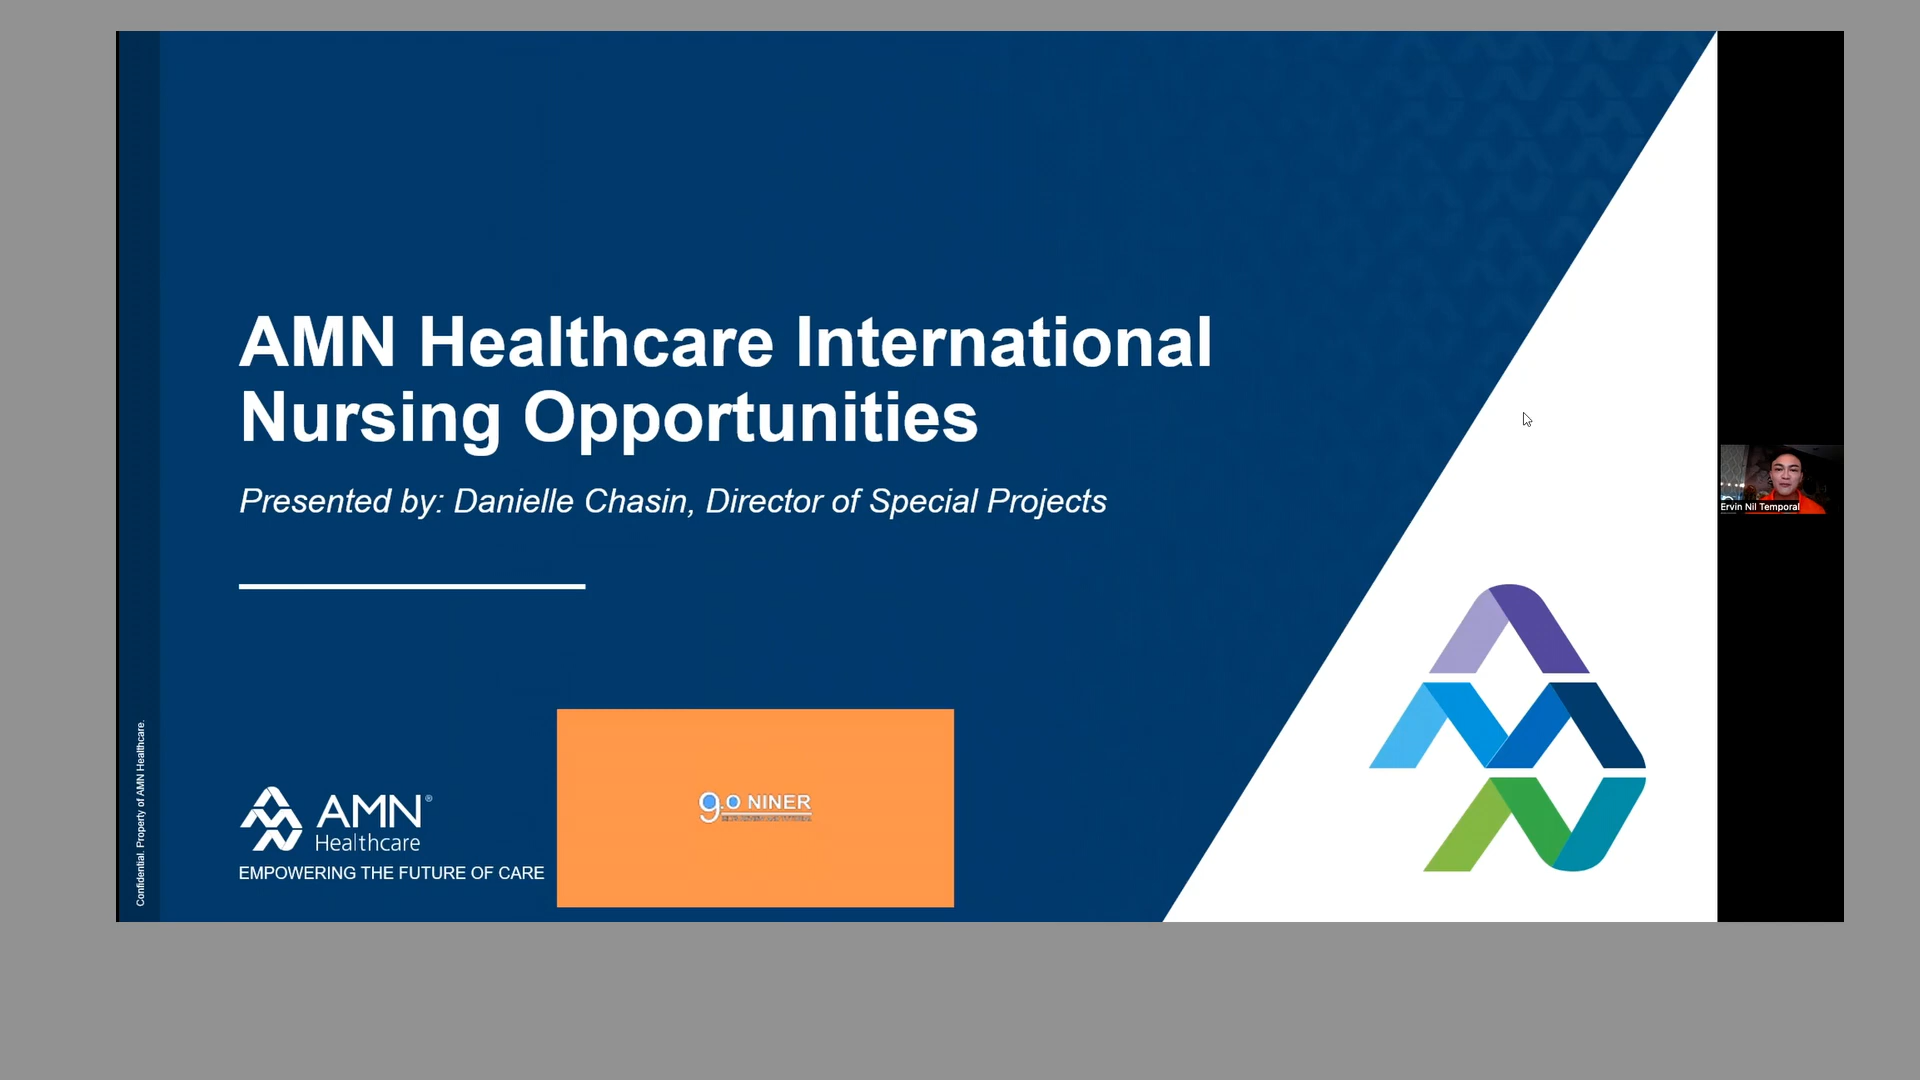 AMN Healthcare International
Nursing Opportunities
Presented by: Danielle Chasin, Director of Special Projects
Ervin Nil Temporal
Confidential. Property of AMN Healthcare.
AMN®
Healthcare
EMPOWERING THE FUTURE OF CARE
9.0 NINER